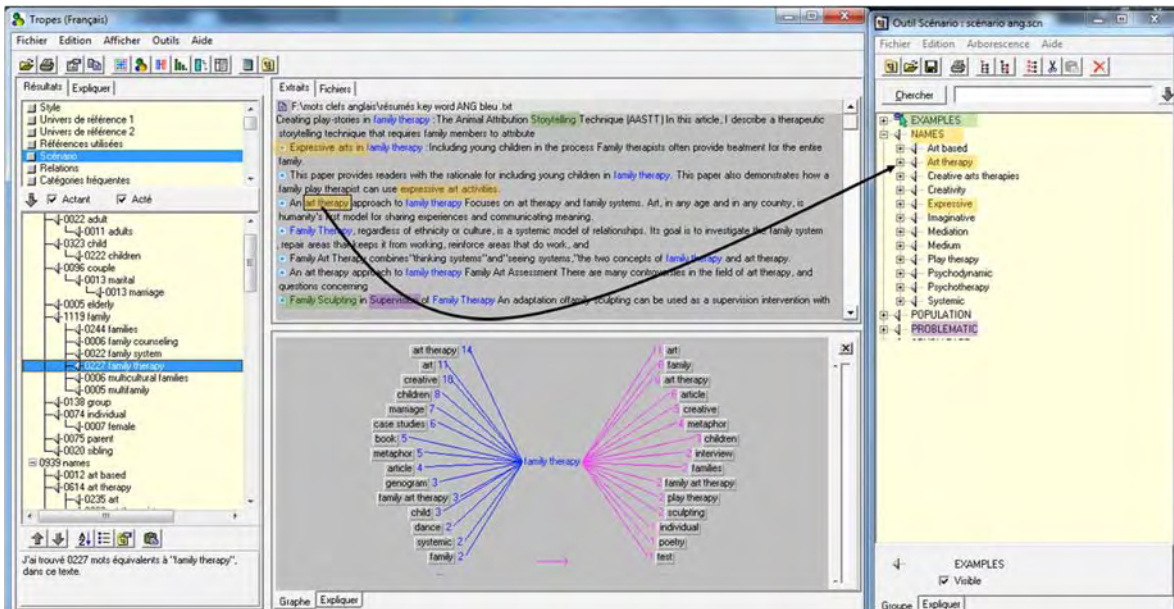 Tropes (Français)
Fichier Edition Afficher Outils Aide
Résultats Expliquer
Style
Univers de référence 1
Univers de référence 2
Références utilisées
Scénario
Relations
Catégories fréquentes
Actant Acté
0022 adult
0011 adults
0323 child
0222 children
0096 couple
0013 marital
0013 marriage
0005 elderly
1119 family
0244 families
0006 family counseling
0022 family system
0227 family therapy
0006 multicultural families
0005 multifamily
0138 group
0074 individual
0007 female
0075 parent
0020 sibling
0939 names
0012 art based
0614 art therapy
0235 art
J'ai trouvé 0227 mots équivalents à "family therapy",
dans ce texte.
Extraits Fichiers
F:\mots clefs anglais\résumés key word ANG bleu .txt
Creating play-stories in family therapy :The Animal Attribution Storytelling Technique (AASTT) In this article, I describe a therapeutic
storytelling technique that requires family members to attribute
Expressive arts in family therapy :Including young children in the process Family therapists often provide treatment for the entire
family.
This paper provides readers with the rationale for including young children in family therapy. This paper also demonstrates how a
family play therapist can use expressive art activities.
An art therapy approach to family therapy Focuses on art therapy and family systems. Art, in any age and in any country, is
humanity's first model for sharing experiences and communicating meaning.
Family Therapy, regardless of ethnicity or culture, is a systemic model of relationships. Its goal is to investigate the family system
, repair areas that keeps it from working, reinforce areas that do work, and
Family Art Therapy combines"thinking systems"and"seeing systems,"the two concepts of family therapy and art therapy.
An art therapy approach to family therapy Family Art Assessment There are many controversies in the field of art therapy, and
questions concerning
Family Sculpting in Supervision of Family Therapy An adaptation of family sculpting can be used as a supervision intervention with
art therapy 14
art 11
creative 10
children 8
marriage 7
case studies 6
book 5
metaphor 5
article 4
genogram 3
family art therapy 3
child 3
dance 2
systemic 2
family 2
...
family therapy
art
family
art therapy
article
creative
4 metaphor
3 children
2 interview
2 families
2 family art therapy
2 play therapy
2 sculpting
1 individual
1 poetry
1 test
Graphe Expliquer
Outil Scénario : scénario ang.scn
Fichier Edition Arborescence Aide
Chercher
EXAMPLES
NAMES
Art based
Art therapy
Creative arts therapies
Creativity
Expressive
Imaginative
Mediation
Medium
Play therapy
Psychodynamic
Psychotherapy
Systemic
POPULATION
PROBLEMATIC
EXAMPLES
Visible
Groupe Expliquer